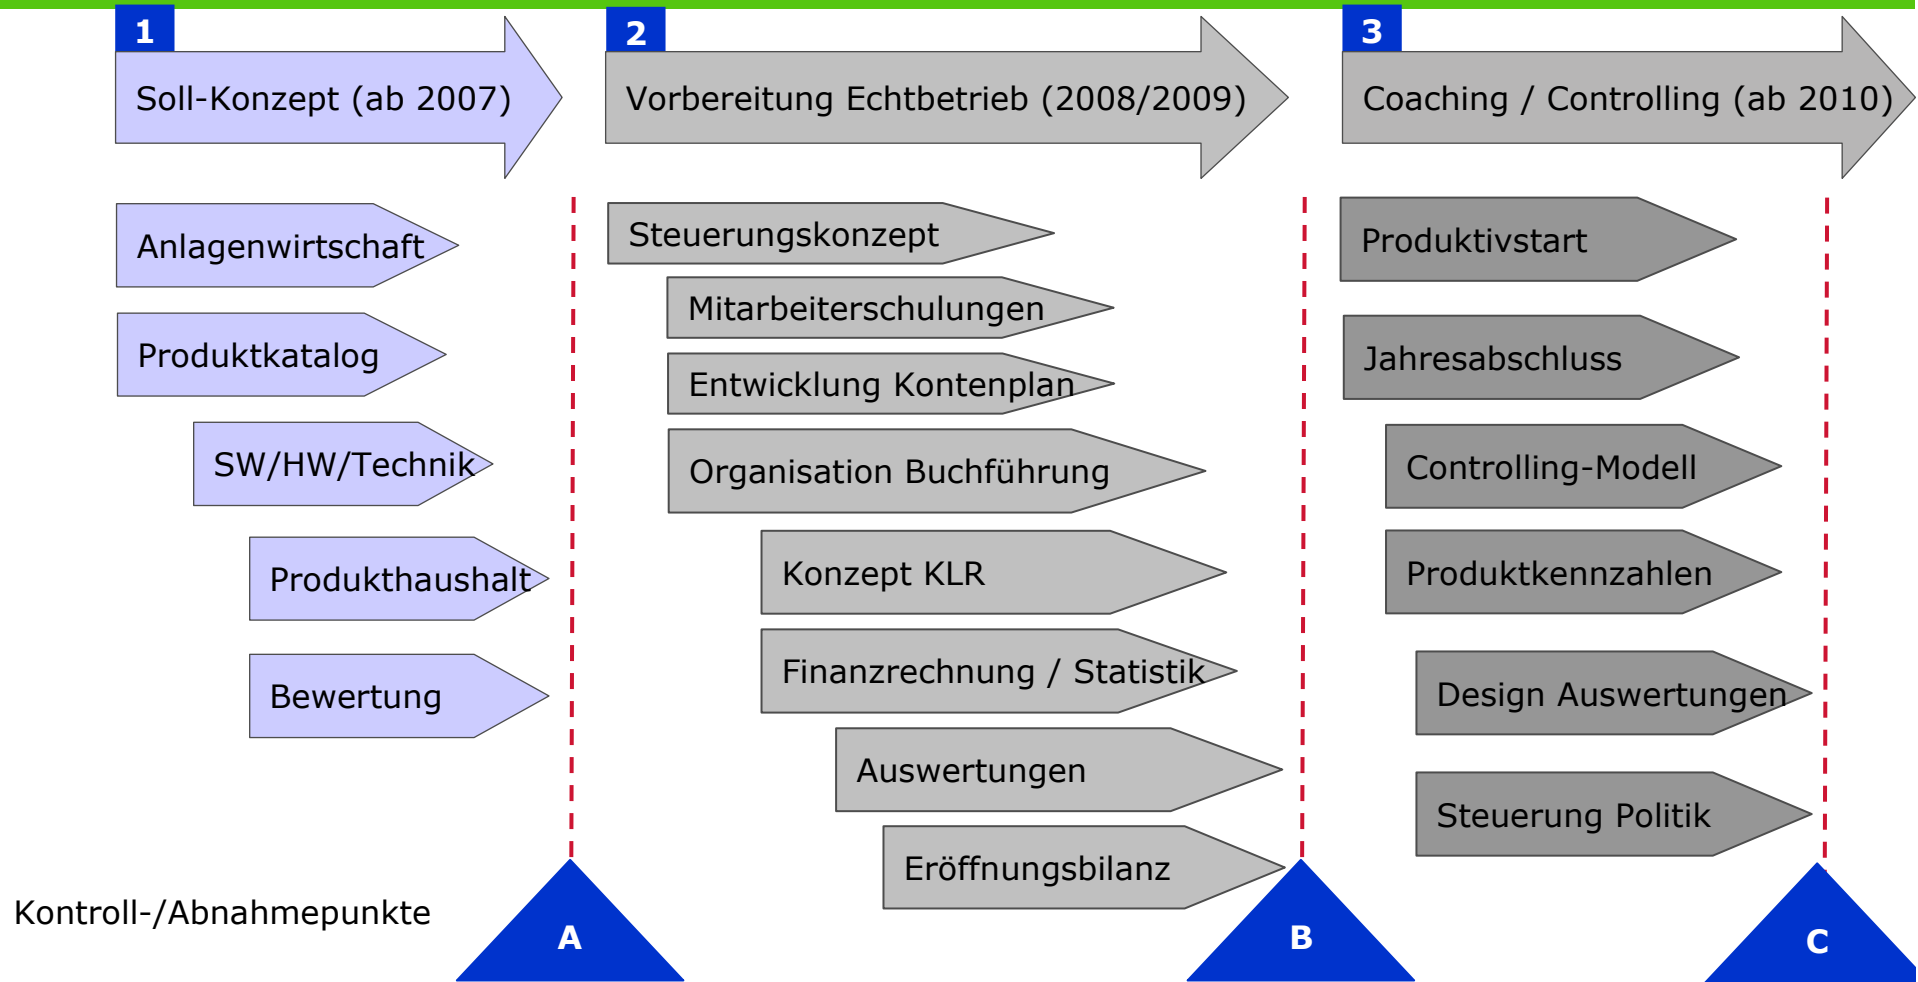 1
Soll-Konzept (ab 2007)
2
Vorbereitung Echtbetrieb (2008/2009)
3
Coaching / Controlling (ab 2010)
Anlagenwirtschaft
Produktkatalog
SW/HW/Technik
Produkthaushalt
Bewertung
Steuerungskonzept
Mitarbeiterschulungen
Entwicklung Kontenplan
Organisation Buchführung
Konzept KLR
Finanzrechnung / Statistik
Auswertungen
Eröffnungsbilanz
Produktivstart
Jahresabschluss
Controlling-Modell
Produktkennzahlen
Design Auswertungen
Steuerung Politik
Kontroll-/Abnahmepunkte
A
B
C